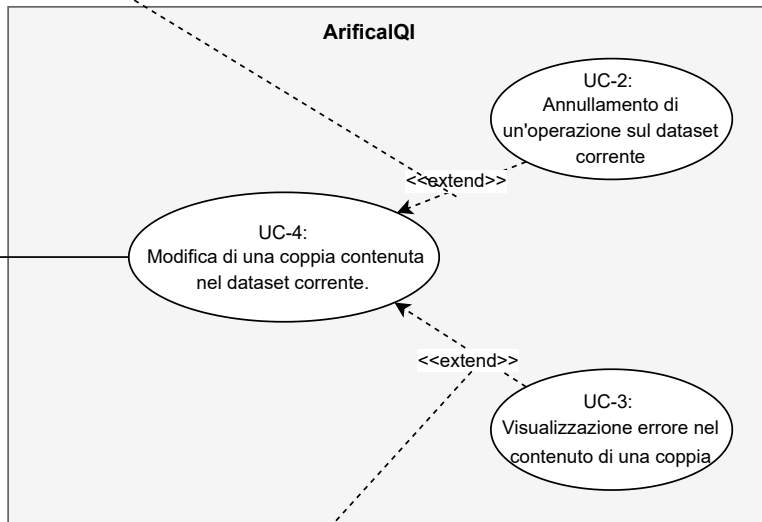 ArificalQI
UC-2:
Annullamento di
un'operazione sul dataset
corrente
<<extend>>
UC-4:
Modifica di una coppia contenuta
nel dataset corrente.
<<extend>>
UC-3:
Visualizzazione errore nel
contenuto di una coppia